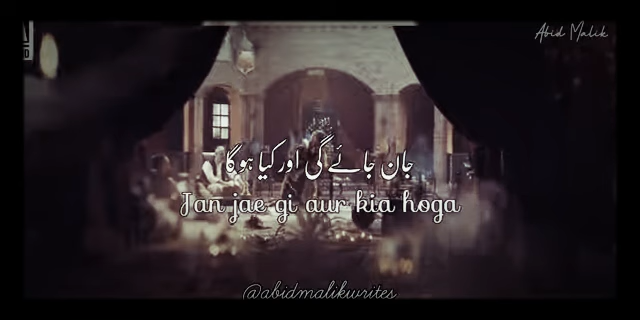 Abid Malik
جان جائے گی اور کیا ہوگا
Jan jae gi aur kia hoga
@abidmalikwrites